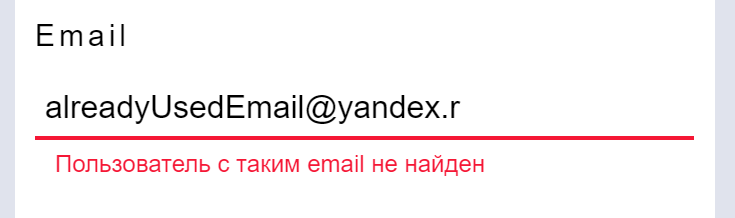 Email
alreadyUsedEmail@yandex.r
Пользователь с таким email не найден